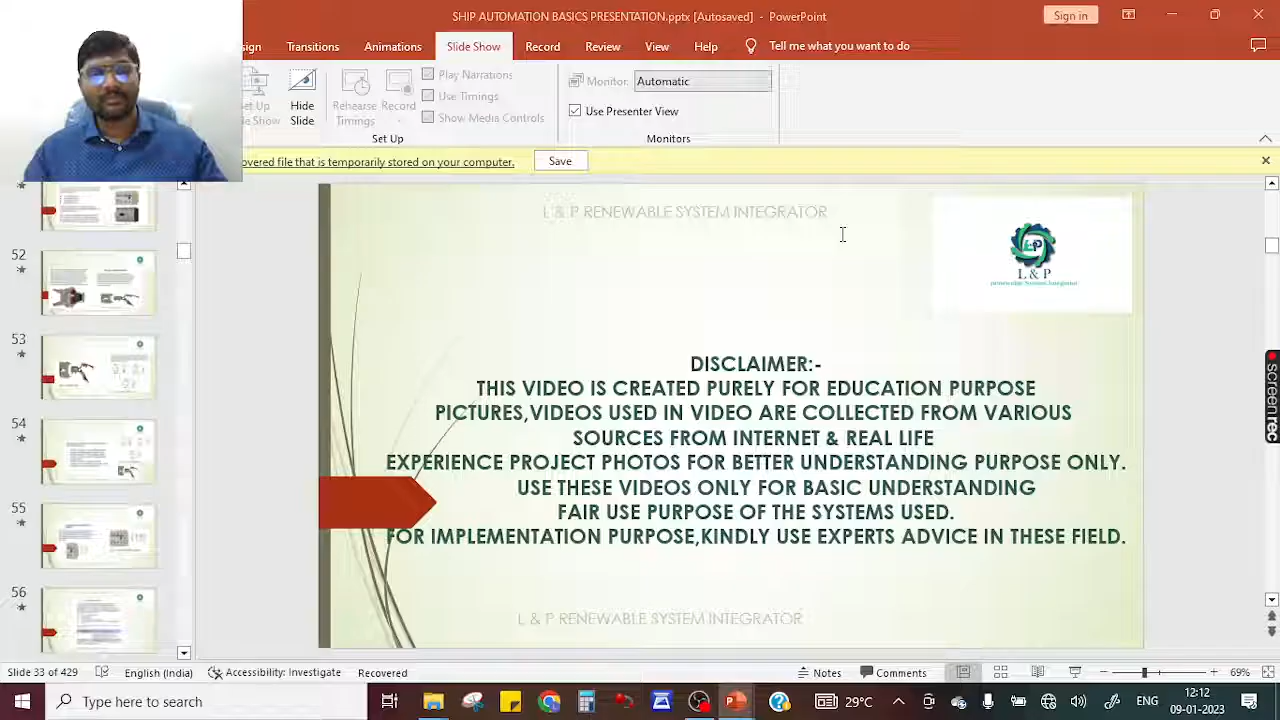 SHIP AUTOMATION BASICS PRESENTATION.pptx [Autosaved] - PowerPoint
Sign in
sign Transitions Animations Slide Show Record Review View Help Tell me what you want to do
Set Up
Show
Hide
Slide
Rehearse
Timings
Record
Play Narrations
Use Timings
Show Media Controls
Monitor: Automatic
Use Presenter View
Set Up
Monitors
overed file that is temporarily stored on your computer.
Save
52
53
54
55
56
L & P RENEWABLE SYSTEM INTEGRATOR
L & P
renewable System Integrator
DISCLAIMER:-
THIS VIDEO IS CREATED PURELY FOR EDUCATION PURPOSE
PICTURES,VIDEOS USED IN VIDEO ARE COLLECTED FROM VARIOUS
SOURCES FROM INTERNET & REAL LIFE
EXPERIENCE PROJECT PHOTOS FOR BETTER UNDERSTANDING PURPOSE ONLY.
USE THESE VIDEOS ONLY FOR BASIC UNDERSTANDING
FAIR USE PURPOSE OF THE SYSTEMS USED.
FOR IMPLEMENTATION PURPOSE,KINDLY USE EXPERTS ADVICE IN THESE FIELD.
L & P RENEWABLE SYSTEM INTEGRATOR
screenrec
Slide 33 of 429 English (India) Accessibility: Investigate Recovered Notes Comments 69%
Type here to search
29°C
ENG
12:12
09-01-2023